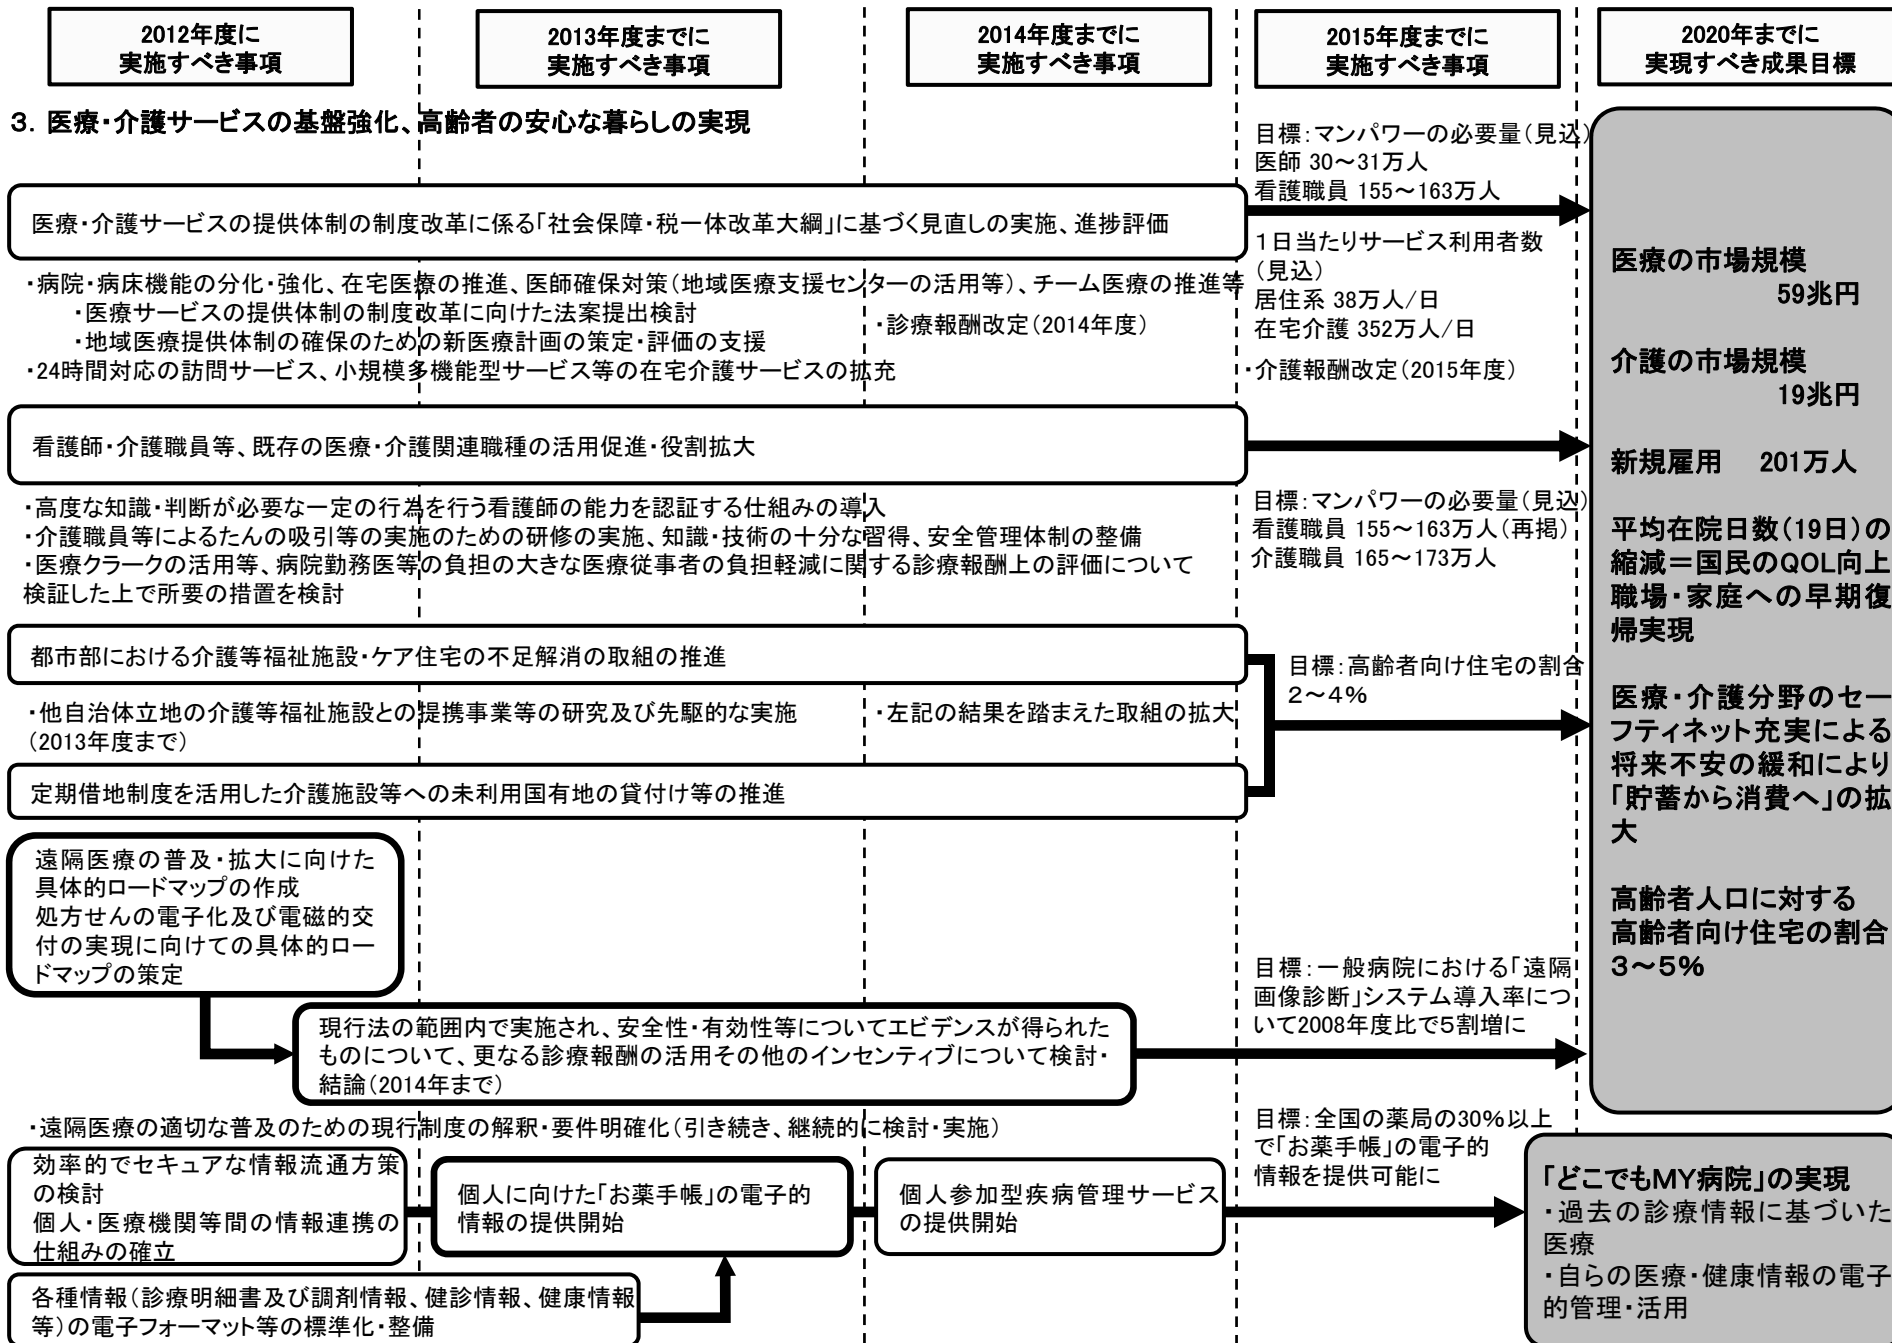 2012年度に
実施すべき事項
2013年度までに
実施すべき事項
2014年度までに
実施すべき事項
2015年度までに
実施すべき事項
2020年までに
実現すべき成果目標
3．医療・介護サービスの基盤強化、高齢者の安心な暮らしの実現
目標：マンパワーの必要量（見込）
医師 30～31万人
看護職員 155～163万人
医療・介護サービスの提供体制の制度改革に係る「社会保障・税一体改革大綱」に基づく見直しの実施、進捗評価
・病院・病床機能の分化・強化、在宅医療の推進、医師確保対策（地域医療支援センターの活用等）、チーム医療の推進等
・医療サービスの提供体制の制度改革に向けた法案提出検討
・地域医療提供体制の確保のための新医療計画の策定・評価の支援
・24時間対応の訪問サービス、小規模多機能型サービス等の在宅介護サービスの拡充
・診療報酬改定（2014年度）
１日当たりサービス利用者数
（見込）
居住系 38万人/日
在宅介護 352万人/日
・介護報酬改定（2015年度）
看護師・介護職員等、既存の医療・介護関連職種の活用促進・役割拡大
・高度な知識・判断が必要な一定の行為を行う看護師の能力を認証する仕組みの導入
・介護職員等によるたんの吸引等の実施のための研修の実施、知識・技術の十分な習得、安全管理体制の整備
・医療クラークの活用等、病院勤務医等の負担の大きな医療従事者の負担軽減に関する診療報酬上の評価について
検証した上で所要の措置を検討
目標：マンパワーの必要量（見込）
看護職員 155～163万人（再掲）
介護職員 165～173万人
都市部における介護等福祉施設・ケア住宅の不足解消の取組の推進
・他自治体立地の介護等福祉施設との提携事業等の研究及び先駆的な実施
（2013年度まで）
・左記の結果を踏まえた取組の拡大
目標：高齢者向け住宅の割合
２～４％
定期借地制度を活用した介護施設等への未利用国有地の貸付け等の推進
遠隔医療の普及・拡大に向けた
具体的ロードマップの作成
処方せんの電子化及び電磁的交
付の実現に向けての具体的ロー
ドマップの策定
現行法の範囲内で実施され、安全性・有効性等についてエビデンスが得られた
ものについて、更なる診療報酬の活用その他のインセンティブについて検討・
結論（2014年まで）
目標：一般病院における「遠隔
画像診断」システム導入率につ
いて2008年度比で５割増に
・遠隔医療の適切な普及のための現行制度の解釈・要件明確化（引き続き、継続的に検討・実施）
効率的でセキュアな情報流通方策
の検討
個人・医療機関等間の情報連携の
仕組みの確立
個人に向けた「お薬手帳」の電子的
情報の提供開始
個人参加型疾病管理サービス
の提供開始
目標：全国の薬局の30％以上
で「お薬手帳」の電子的
情報を提供可能に
各種情報（診療明細書及び調剤情報、健診情報、健康情報
等）の電子フォーマット等の標準化・整備
医療の市場規模
59兆円
介護の市場規模
19兆円
新規雇用 201万人
平均在院日数（19日）の
縮減＝国民のQOL向上
職場・家庭への早期復
帰実現
医療・介護分野のセー
フティネット充実による
将来不安の緩和により
「貯蓄から消費へ」の拡
大
高齢者人口に対する
高齢者向け住宅の割合
３～５％
「どこでもMY病院」の実現
・過去の診療情報に基づいた
医療
・自らの医療・健康情報の電子
的管理・活用